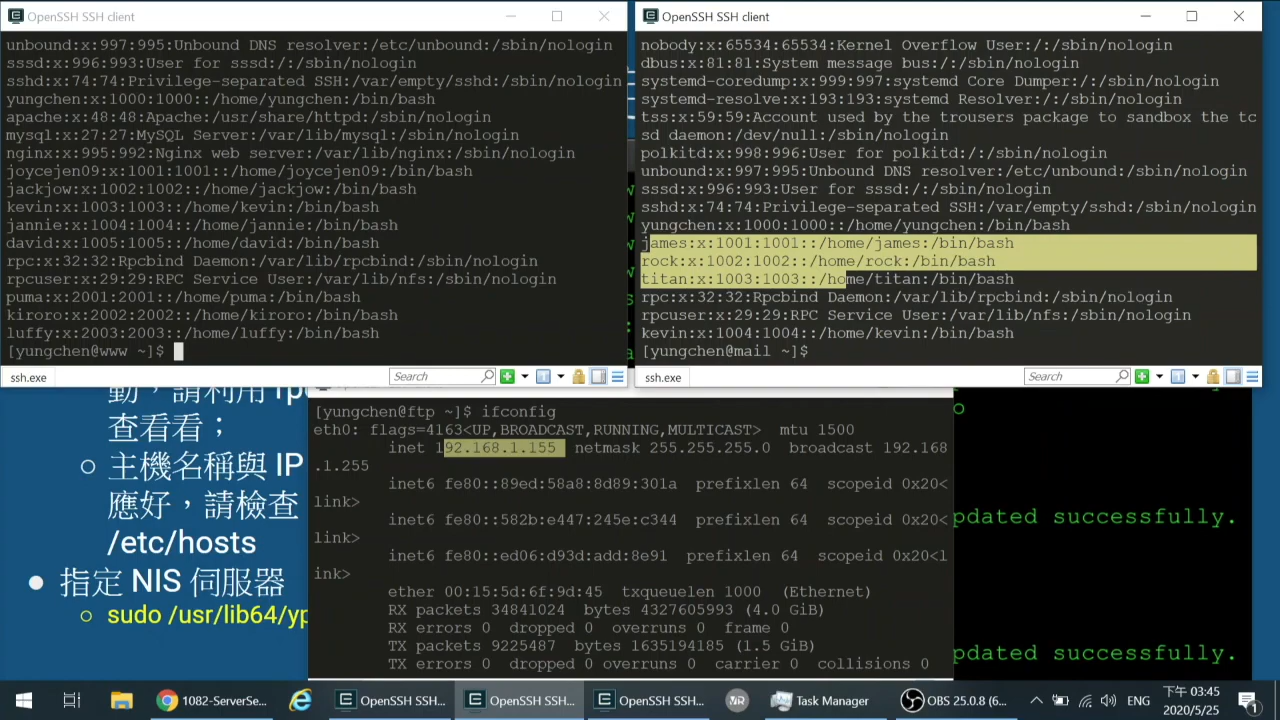 OpenSSH SSH client
unbound:x:997:995:Unbound DNS resolver:/etc/unbound:/sbin/nologin
sssd:x:996:993:User for sssd:/:/sbin/nologin
sshd:x:74:74:Privilege-separated SSH:/var/empty/sshd:/sbin/nologin
yungchen:x:1000:1000::/home/yungchen:/bin/bash
apache:x:48:48:Apache:/usr/share/httpd:/sbin/nologin
mysql:x:27:27:MySQL Server:/var/lib/mysql:/sbin/nologin
nginx:x:995:992:Nginx web server:/var/lib/nginx:/sbin/nologin
joycejen09:x:1001:1001::/home/joycejen09:/bin/bash
jackjow:x:1002:1002::/home/jackjow:/bin/bash
kevin:x:1003:1003::/home/kevin:/bin/bash
jannie:x:1004:1004::/home/jannie:/bin/bash
david:x:1005:1005::/home/david:/bin/bash
rpc:x:32:32:Rpcbind Daemon:/var/lib/rpcbind:/sbin/nologin
rpcuser:x:29:29:RPC Service User:/var/lib/nfs:/sbin/nologin
puma:x:2001:2001::/home/puma:/bin/bash
kiroro:x:2002:2002::/home/kiroro:/bin/bash
luffy:x:2003:2003::/home/luffy:/bin/bash
[yungchen@www ~]$
ssh.exe
Search
OpenSSH SSH client
nobody:x:65534:65534:Kernel Overflow User:/:/sbin/nologin
dbus:x:81:81:System message bus:/:/sbin/nologin
systemd-coredump:x:999:997:systemd Core Dumper:/:/sbin/nologin
systemd-resolve:x:193:193:systemd Resolver:/:/sbin/nologin
tss:x:59:59:Account used by the trousers package to sandbox the tc
sd daemon:/dev/null:/sbin/nologin
polkitd:x:998:996:User for polkitd:/:/sbin/nologin
unbound:x:997:995:Unbound DNS resolver:/etc/unbound:/sbin/nologin
sssd:x:996:993:User for sssd:/:/sbin/nologin
sshd:x:74:74:Privilege-separated SSH:/var/empty/sshd:/sbin/nologin
yungchen:x:1000:1000::/home/yungchen:/bin/bash
james:x:1001:1001::/home/james:/bin/bash
rock:x:1002:1002::/home/rock:/bin/bash
titan:x:1003:1003::/home/titan:/bin/bash
rpc:x:32:32:Rpcbind Daemon:/var/lib/rpcbind:/sbin/nologin
rpcuser:x:29:29:RPC Service User:/var/lib/nfs:/sbin/nologin
kevin:x:1004:1004::/home/kevin:/bin/bash
[yungchen@mail ~]$
ssh.exe
Search
動，請利用 rp
查看看；
主機名稱與 IP
應好，請檢查
/etc/hosts
指定 NIS 伺服器
sudo /usr/lib64/yp
[yungchen@ftp ~]$ ifconfig
eth0: flags=4163<UP,BROADCAST,RUNNING,MULTICAST>  mtu 1500
inet 192.168.1.155  netmask 255.255.255.0  broadcast 192.168
.1.255
inet6 fe80::89ed:58a8:8d89:301a  prefixlen 64  scopeid 0x20<
link>
inet6 fe80::582b:e447:245e:c344  prefixlen 64  scopeid 0x20<
link>
inet6 fe80::ed06:d93d:add:8e91  prefixlen 64  scopeid 0x20<l
ink>
ether 00:15:5d:6f:9d:45  txqueuelen 1000  (Ethernet)
RX packets 34841024  bytes 4327605993 (4.0 GiB)
RX errors 0  dropped 0  overruns 0  frame 0
TX packets 9225487  bytes 1635194185 (1.5 GiB)
TX errors 0  dropped 0 overruns 0  carrier 0  collisions 0
o
pdated successfully.
pdated successfully.
1082-ServerSe...
OpenSSH SSH...
OpenSSH SSH...
OpenSSH SSH...
Task Manager
OBS 25.0.8 (6...
ENG
下午 03:45
2020/5/25
1